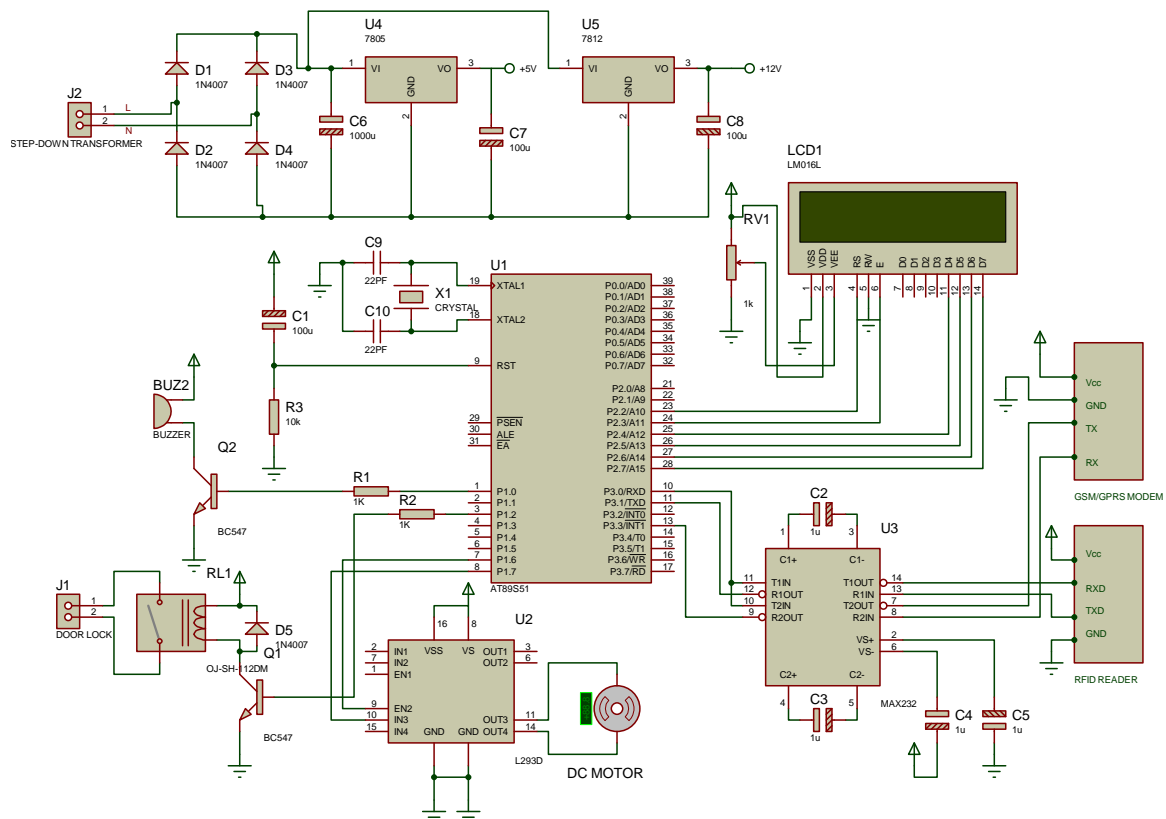 U4
7805
1 VI VO 3
GND
2
+5V
U5
7812
1 VI VO 3
GND
2
+12V
D1
1N4007
D3
1N4007
D2
1N4007
D4
1N4007
J2
1 L
2 N
STEP-DOWN TRANSFORMER
C6
1000u
C7
100u
C8
100u
LCD1
LM016L
VSS VDD VEE RS RW E D0 D1 D2 D3 D4 D5 D6 D7
1 2 3 4 5 6 7 8 9 10 11 12 13 14
RV1
1k
C9
22PF
X1
CRYSTAL
C10
22PF
C1
100u
R3
10k
BUZ2
BUZZER
Q2
BC547
R1
1K
R2
1K
U1
19 XTAL1
18 XTAL2
9 RST
29 PSEN
30 ALE
31 EA
1 P1.0
2 P1.1
3 P1.2
4 P1.3
5 P1.4
6 P1.5
7 P1.6
8 P1.7
P0.0/AD0 39
P0.1/AD1 38
P0.2/AD2 37
P0.3/AD3 36
P0.4/AD4 35
P0.5/AD5 34
P0.6/AD6 33
P0.7/AD7 32
P2.0/A8 21
P2.1/A9 22
P2.2/A10 23
P2.3/A11 24
P2.4/A12 25
P2.5/A13 26
P2.6/A14 27
P2.7/A15 28
P3.0/RXD 10
P3.1/TXD 11
P3.2/INT0 12
P3.3/INT1 13
P3.4/T0 14
P3.5/T1 15
P3.6/WR 16
P3.7/RD 17
AT89S51
Vcc
GND
TX
RX
GSM/GPRS MODEM
C2
1u
U3
1 3
C1+ C1-
11 T1IN T1OUT 14
12 R1OUT R1IN 13
10 T2IN T2OUT 7
9 R2OUT R2IN 8
VS+ 2
VS- 6
C2+ C2-
4 5
MAX232
C3
1u
C4
1u
C5
1u
Vcc
RXD
TXD
GND
RFID READER
J1
1
2
DOOR LOCK
RL1
OJ-SH-112DM
D5
1N4007
Q1
BC547
U2
16 8
VSS VS
2 IN1 OUT1 3
7 IN2 OUT2 6
1 EN1
9 EN2
10 IN3 OUT3 11
15 IN4 OUT4 14
GND GND
L293D
DC MOTOR